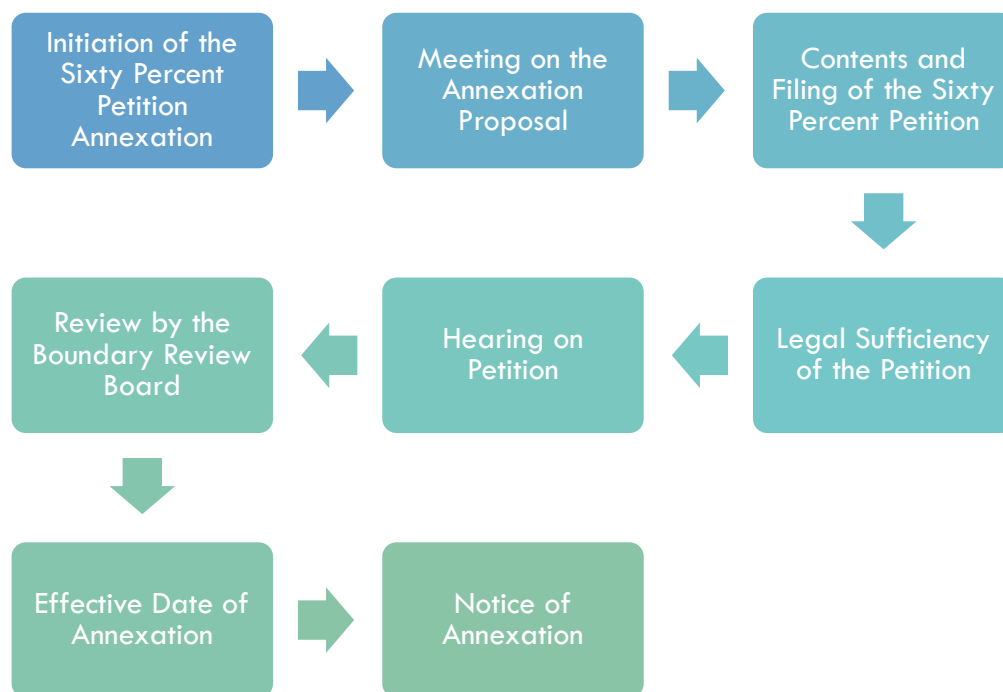 Initiation of the
Sixty Percent
Petition
Annexation
Meeting on the
Annexation
Proposal
Contents and
Filing of the Sixty
Percent Petition
Legal Sufficiency
of the Petition
Hearing on
Petition
Review by the
Boundary Review
Board
Effective Date of
Annexation
Notice of
Annexation